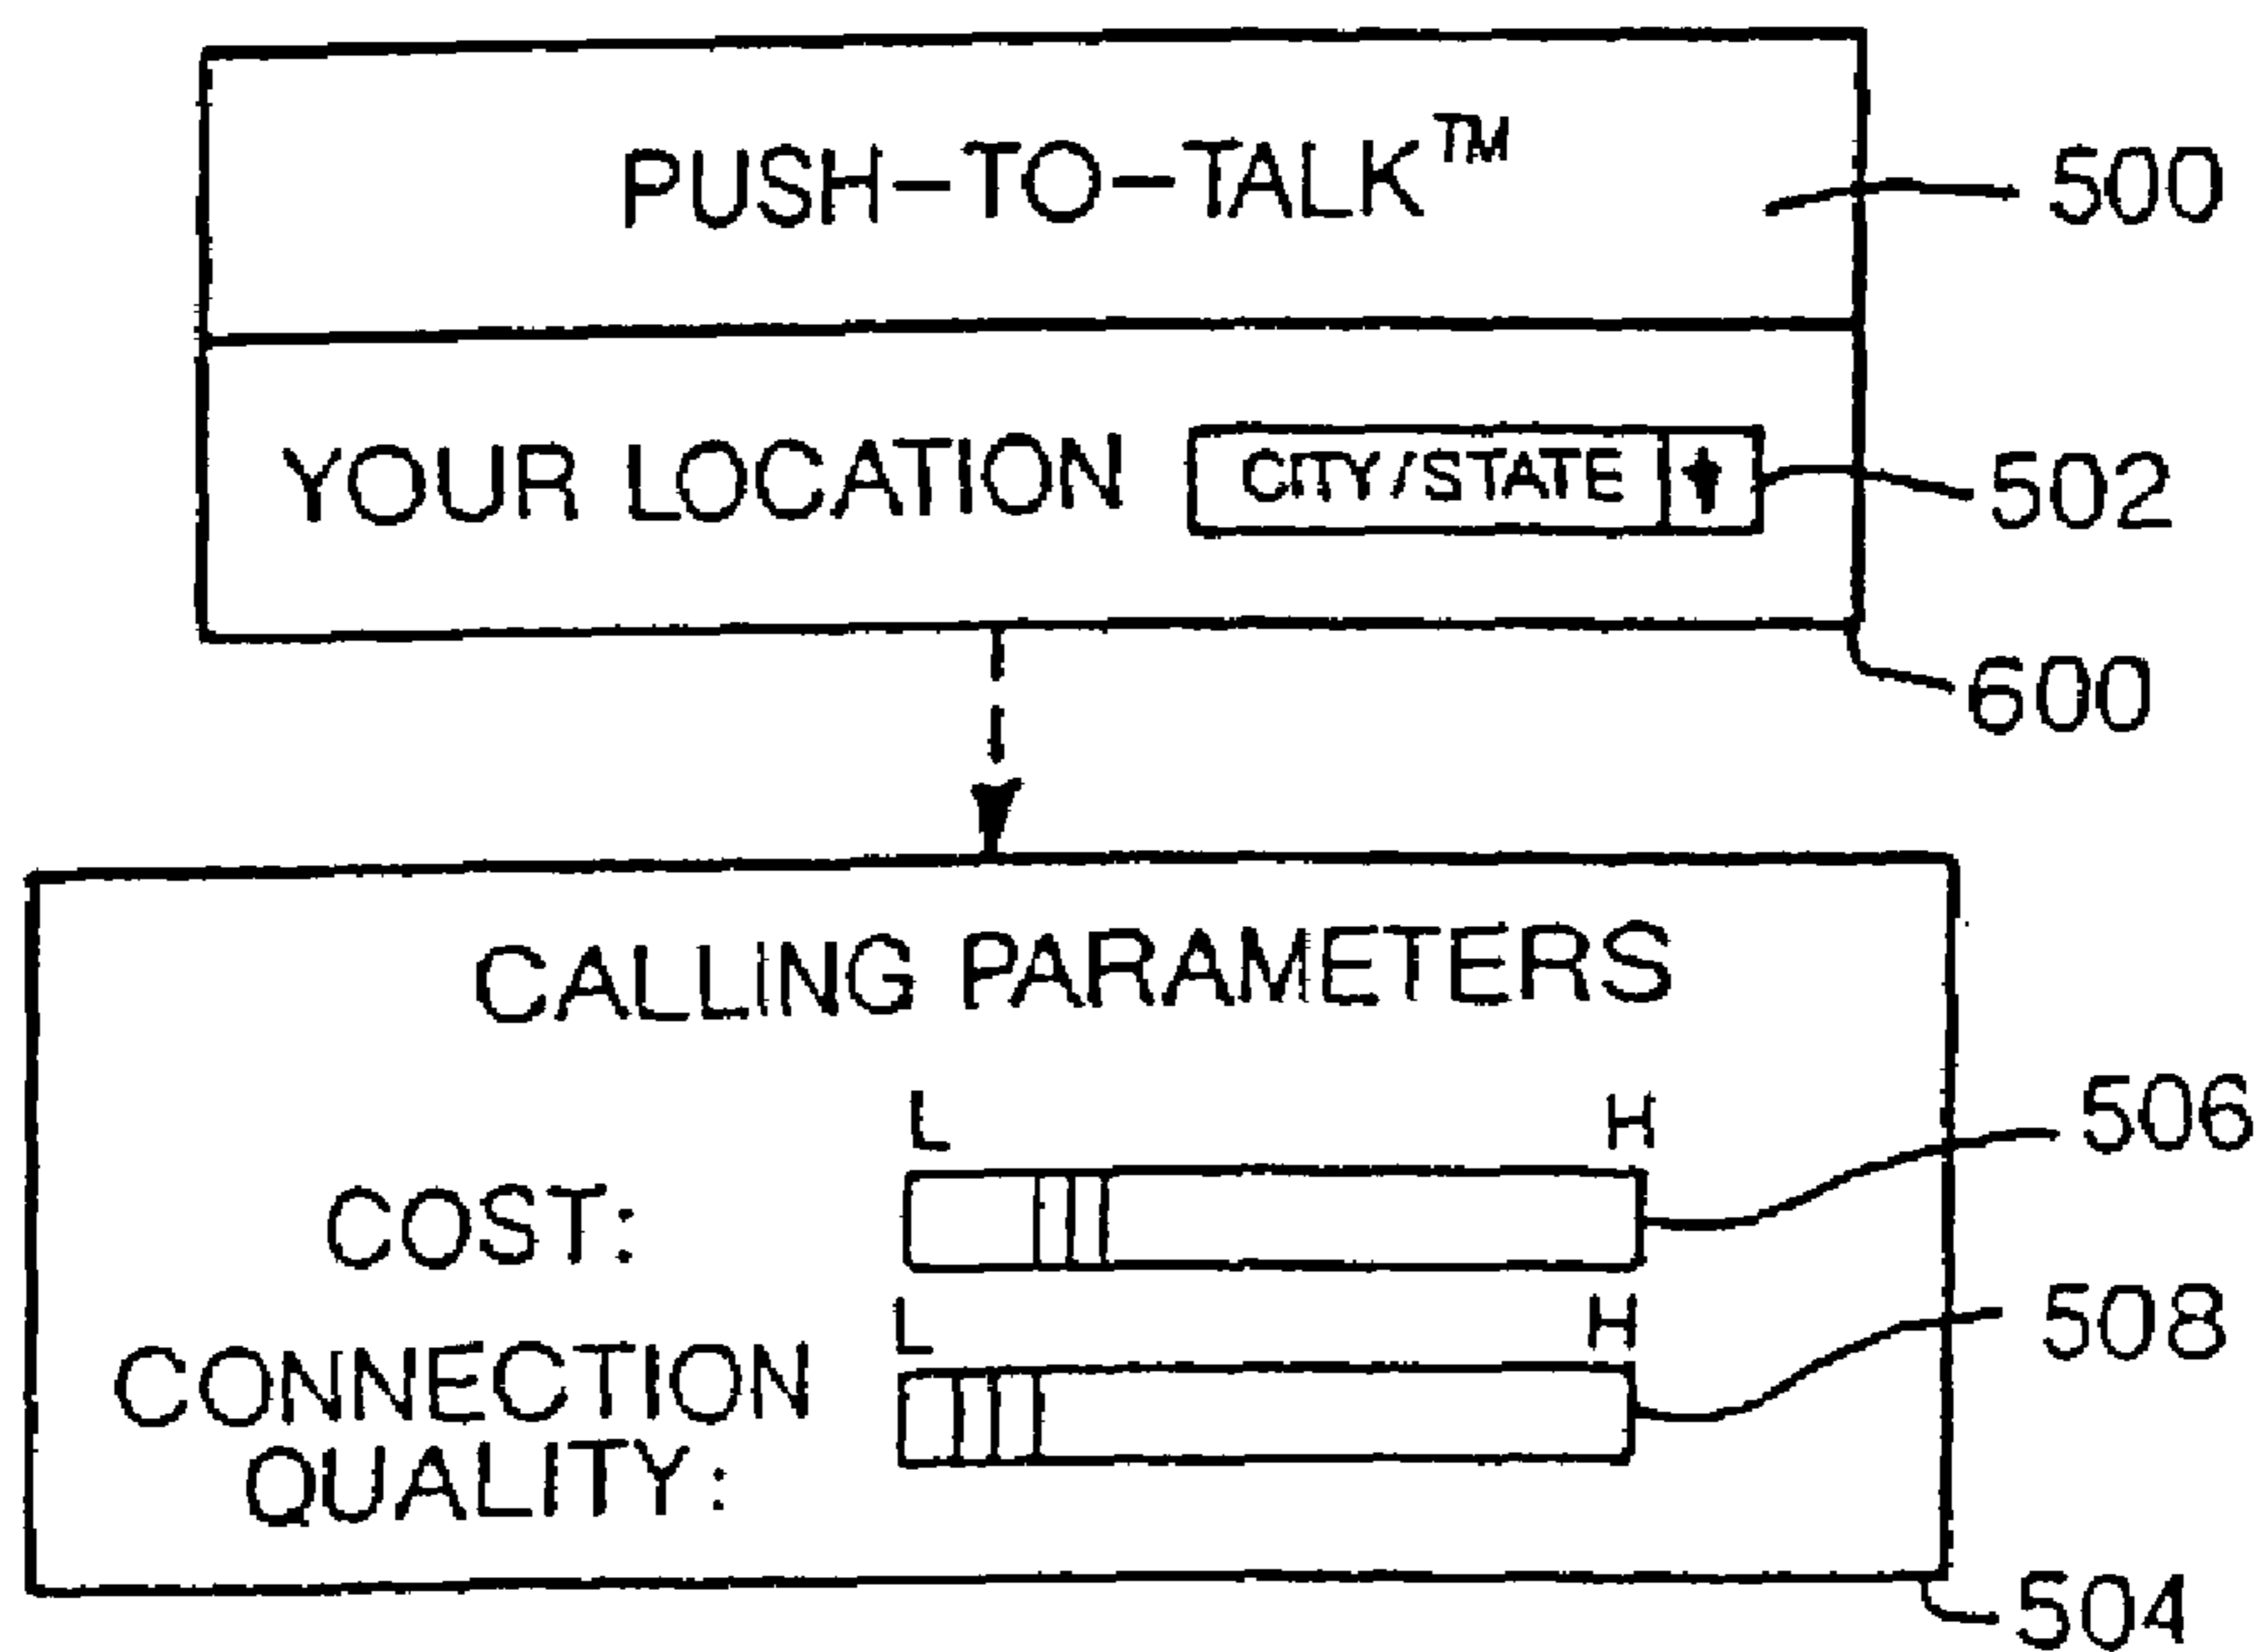 PUSH-TO-TALK™
500
YOUR LOCATION CITY/STATE
502
600
CALLING PARAMETERS
L H
506
COST:
L H
508
CONNECTION
QUALITY:
504